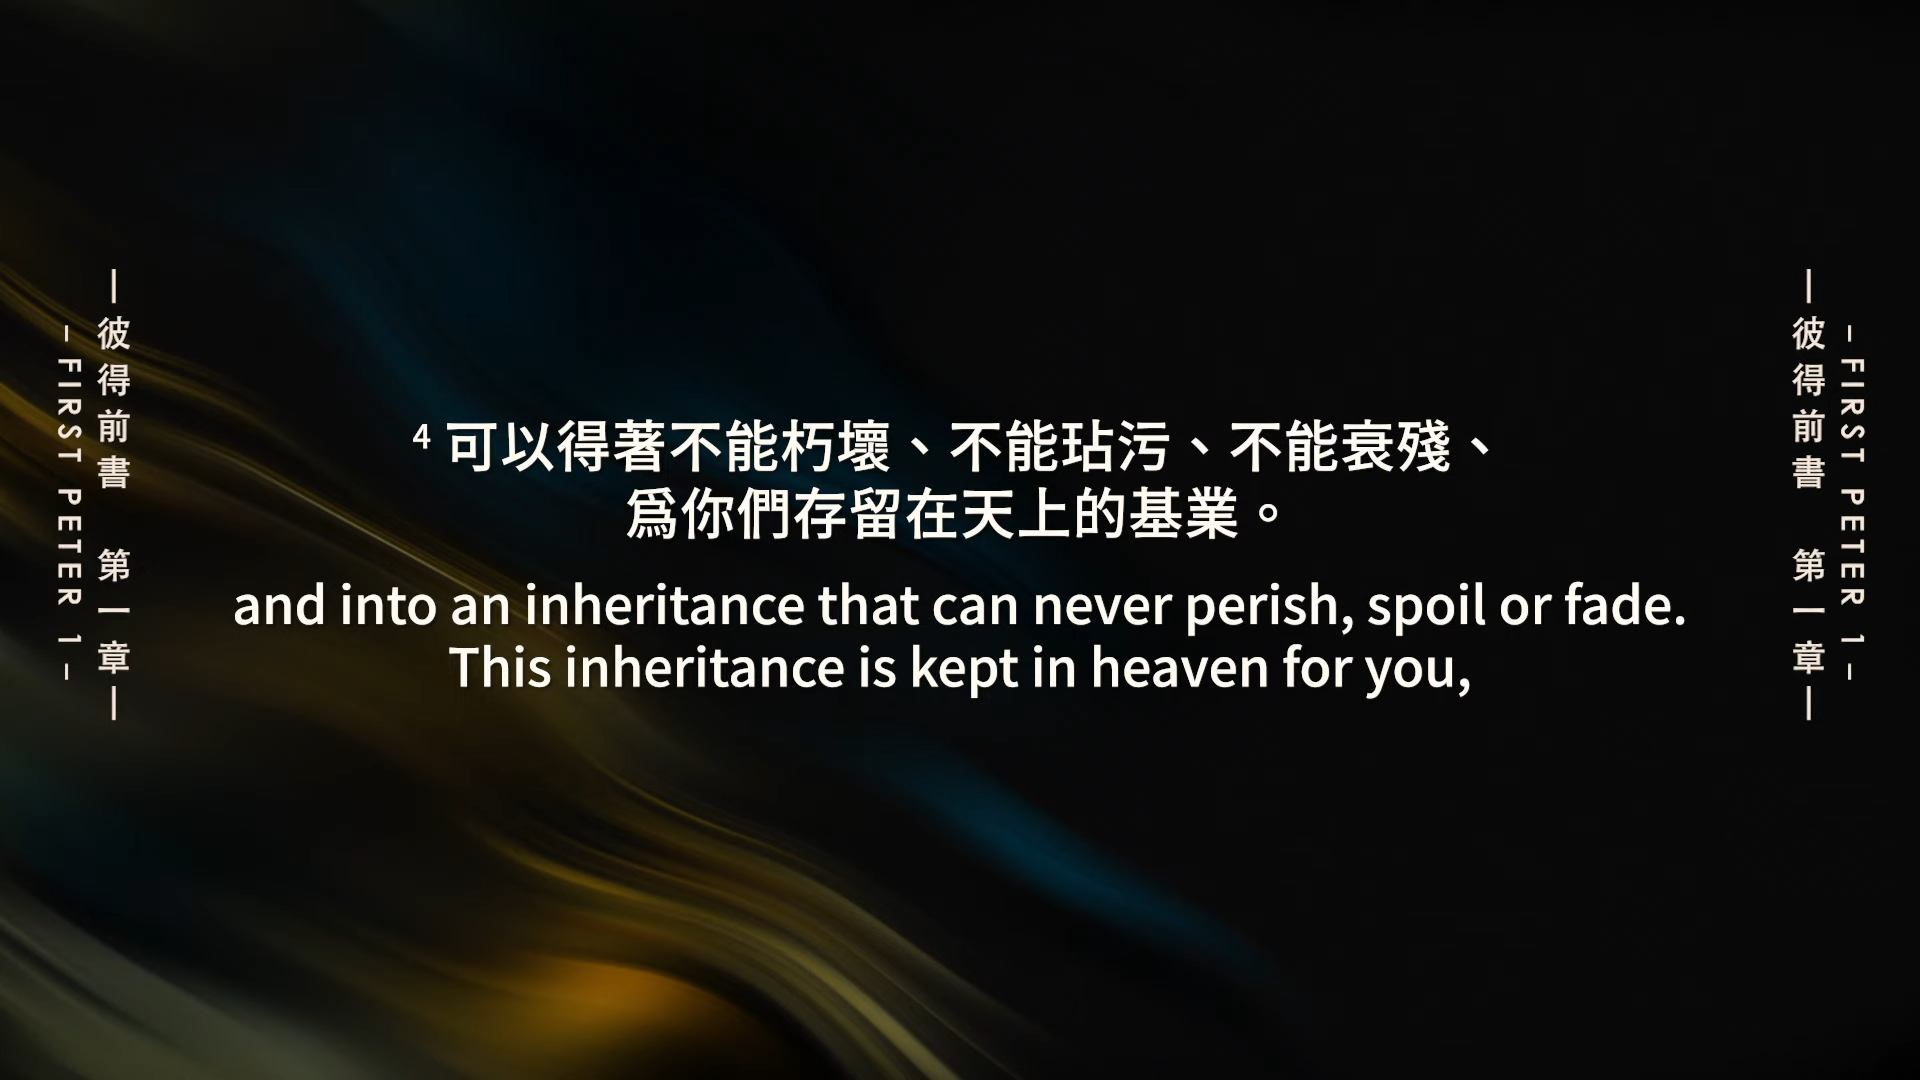 —彼得前書 第一章—
– FIRST PETER 1 –
⁴ 可以得著不能朽壞、不能玷污、不能衰殘、
爲你們存留在天上的基業。
and into an inheritance that can never perish, spoil or fade.
This inheritance is kept in heaven for you,
—彼得前書 第一章—
– FIRST PETER 1 –